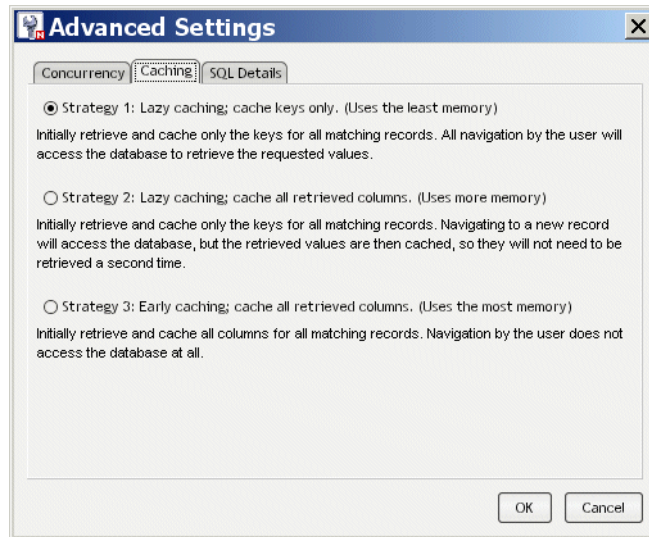 Advanced Settings
Concurrency Caching SQL Details
Strategy 1: Lazy caching; cache keys only. (Uses the least memory)
Initially retrieve and cache only the keys for all matching records. All navigation by the user will
access the database to retrieve the requested values.
Strategy 2: Lazy caching; cache all retrieved columns. (Uses more memory)
Initially retrieve and cache only the keys for all matching records. Navigating to a new record
will access the database, but the retrieved values are then cached, so they will not need to be
retrieved a second time.
Strategy 3: Early caching; cache all retrieved columns. (Uses the most memory)
Initially retrieve and cache all columns for all matching records. Navigation by the user does not
access the database at all.
OK Cancel